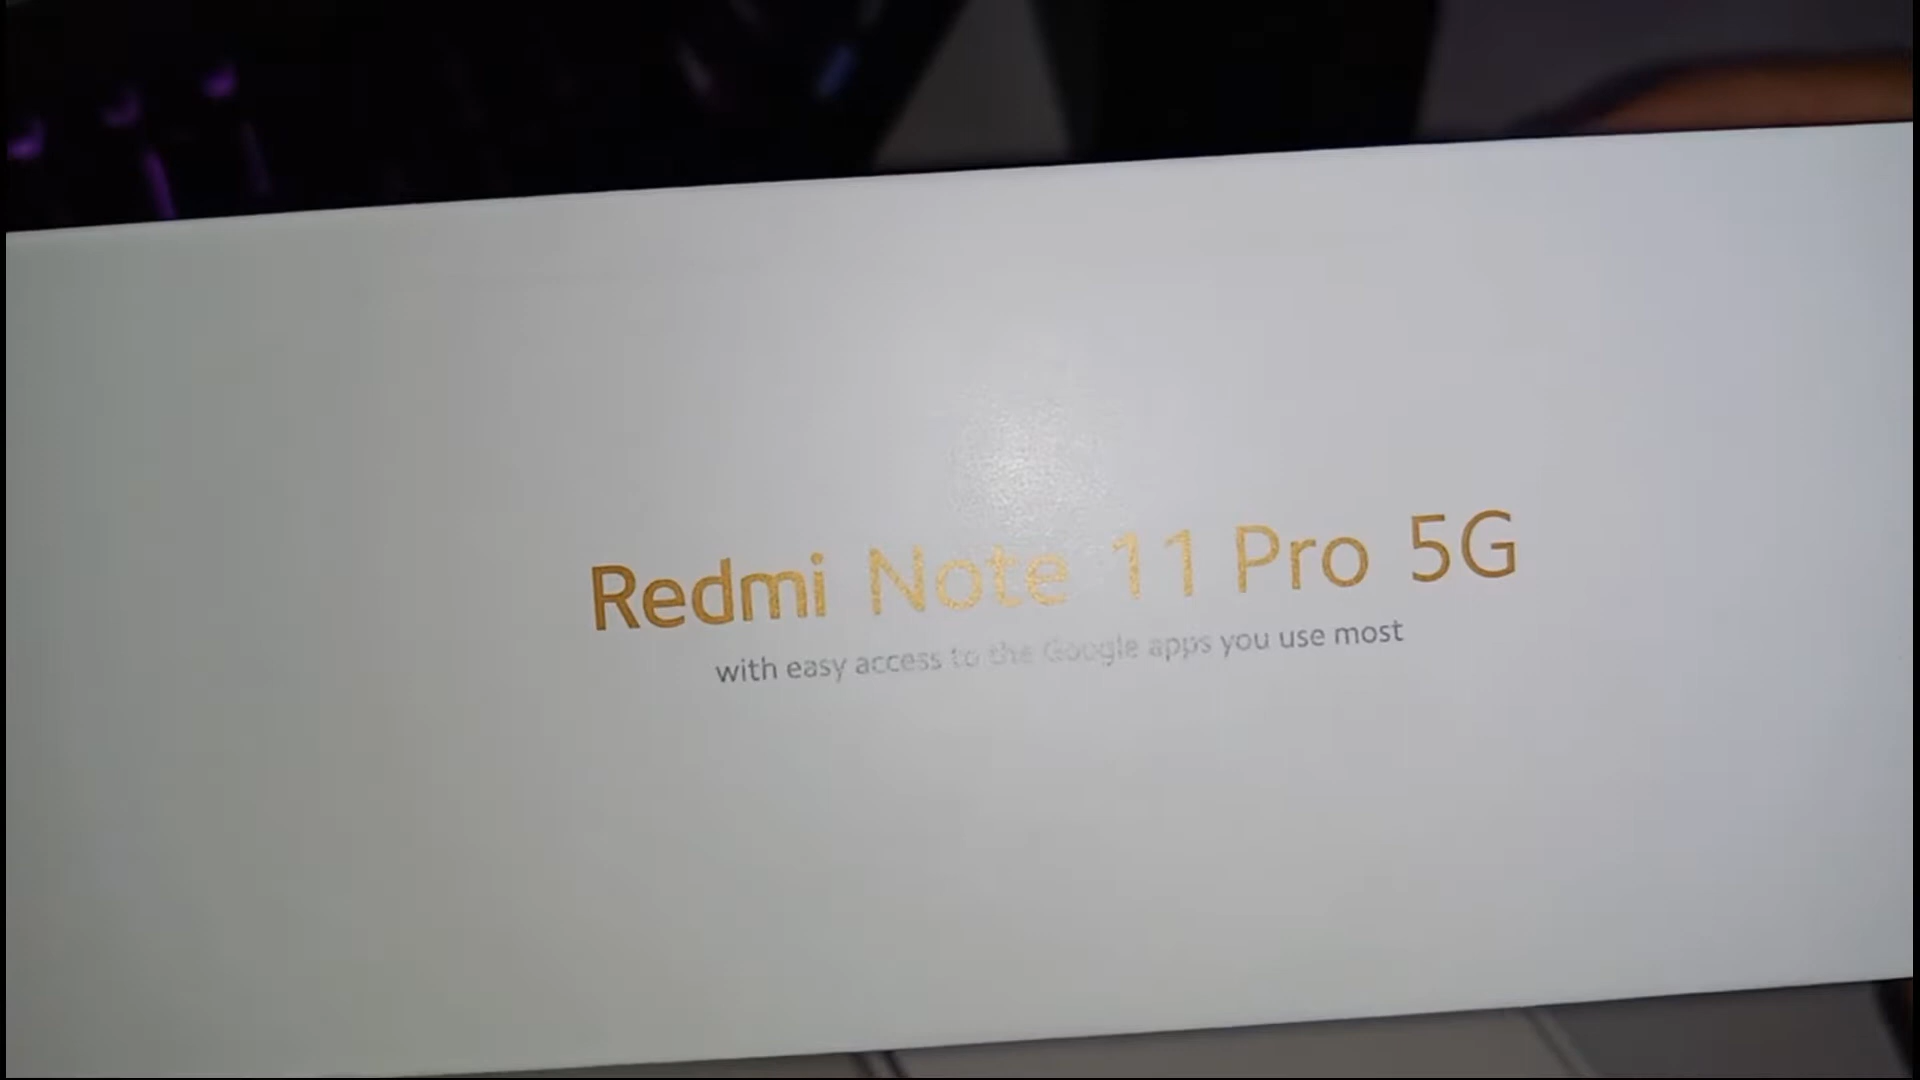 Redmi Note 11 Pro 5G
with easy access to the Google apps you use most